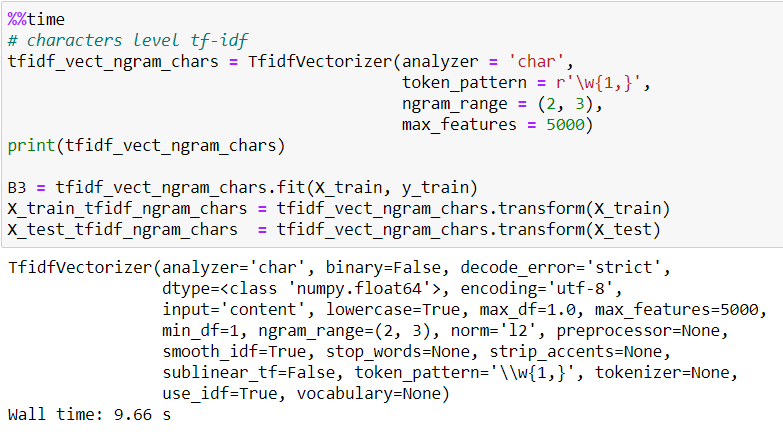 %%time
# characters level tf-idf
tfidf_vect_ngram_chars = TfidfVectorizer(analyzer = 'char',
                                         token_pattern = r'\w{1,}',
                                         ngram_range = (2, 3),
                                         max_features = 5000)
print(tfidf_vect_ngram_chars)

B3 = tfidf_vect_ngram_chars.fit(X_train, y_train)
X_train_tfidf_ngram_chars = tfidf_vect_ngram_chars.transform(X_train)
X_test_tfidf_ngram_chars  = tfidf_vect_ngram_chars.transform(X_test)

TfidfVectorizer(analyzer='char', binary=False, decode_error='strict',
                dtype=<class 'numpy.float64'>, encoding='utf-8',
                input='content', lowercase=True, max_df=1.0, max_features=5000,
                min_df=1, ngram_range=(2, 3), norm='l2', preprocessor=None,
                smooth_idf=True, stop_words=None, strip_accents=None,
                sublinear_tf=False, token_pattern='\\w{1,}', tokenizer=None,
                use_idf=True, vocabulary=None)
Wall time: 9.66 s